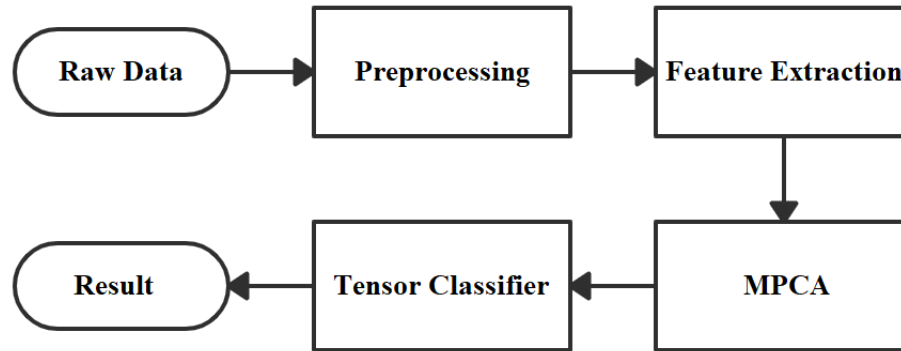 Raw Data
Preprocessing
Feature Extraction
MPCA
Tensor Classifier
Result